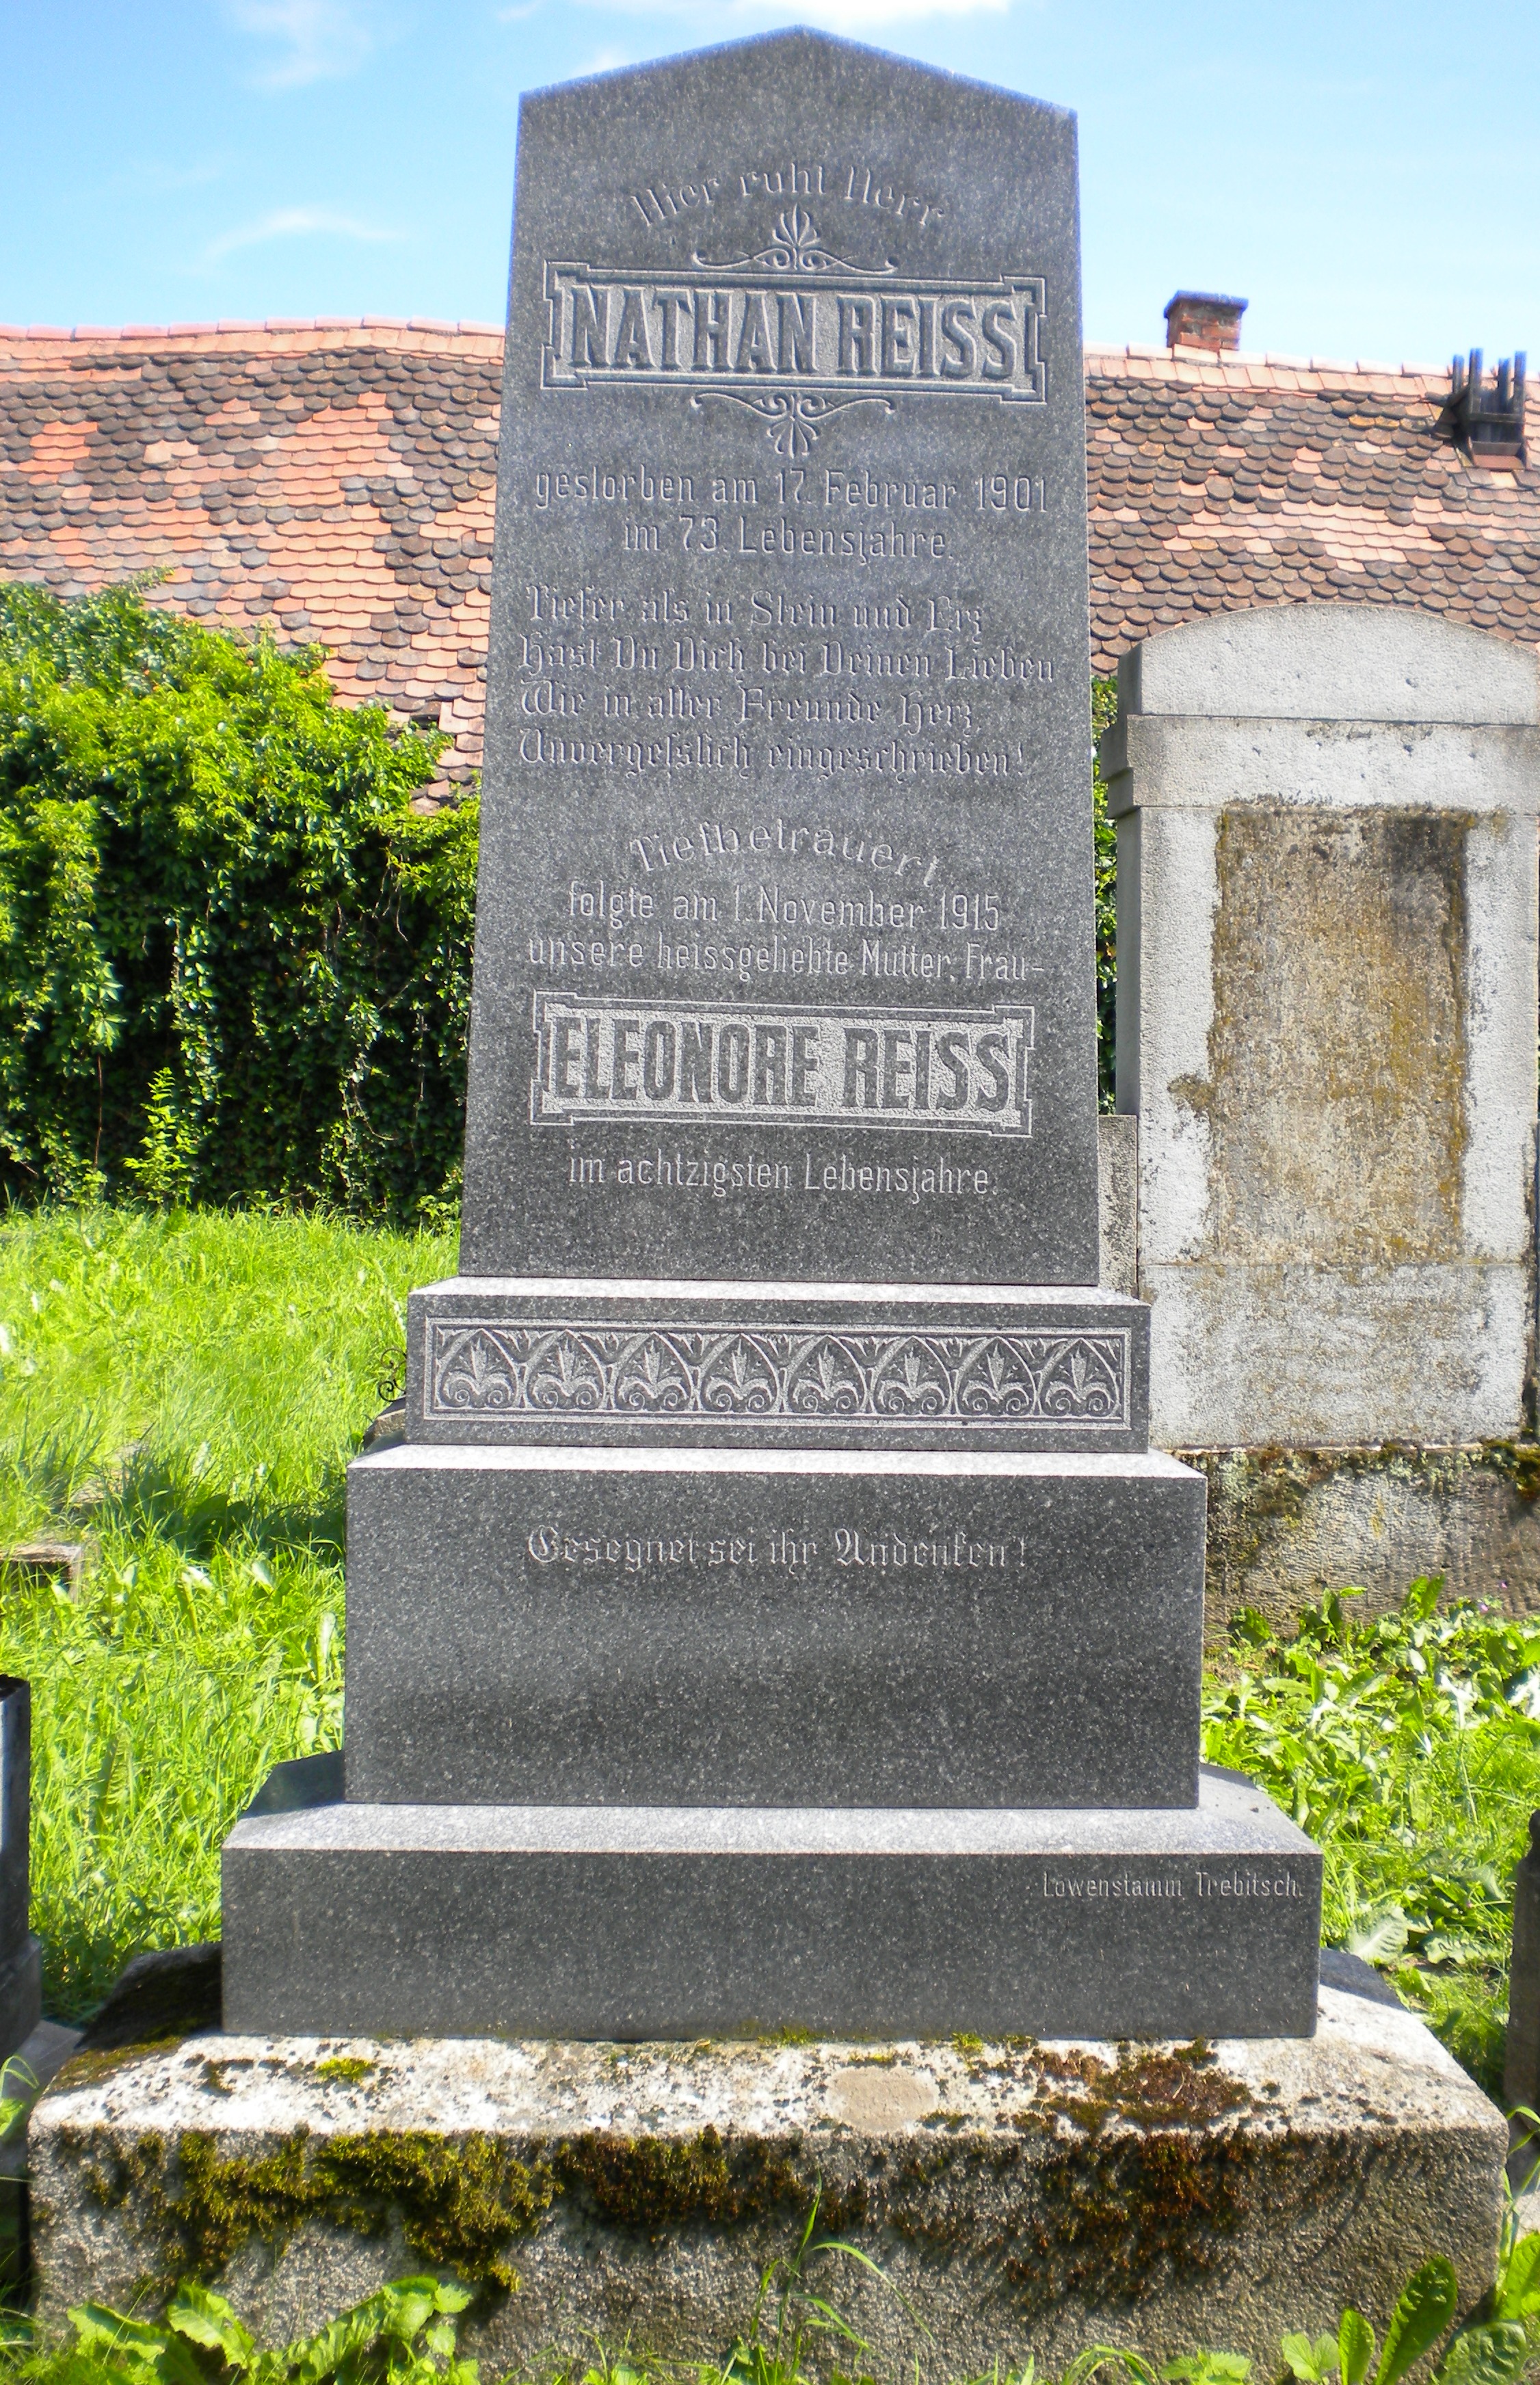 Hier ruht Herr
NATHAN REISS
gestorben am 17. Februar 1901
im 73. Lebensjahre.
Tiefer als in Stein und Erz
Hast Du Dich bei Deinen Lieben
Wie in aller Freunde Herz
Unvergesslich eingeschrieben!
Tiefbetrauert
folgte am 1. November 1915
unsere heissgeliebte Mutter, Frau-
ELEONORE REISS
im achtzigsten Lebensjahre.
Gesegnet sei ihr Andenken!
Löwenstamm Trebitsch.